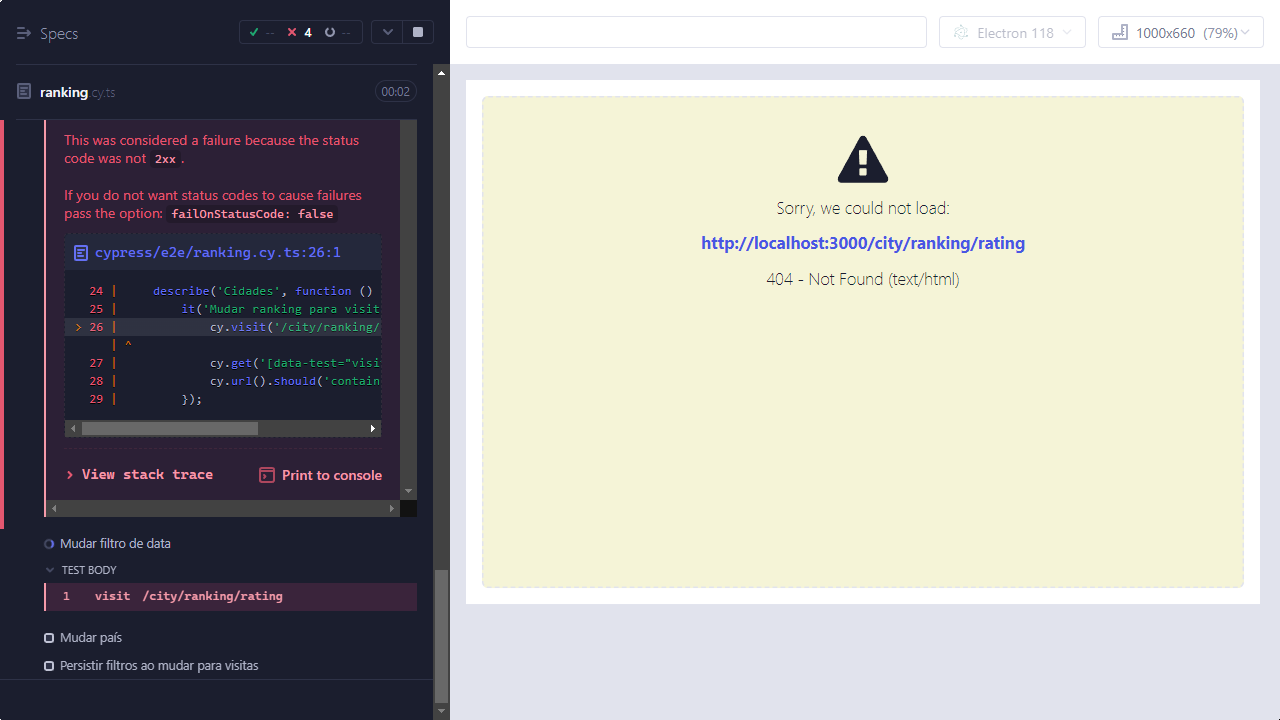 Specs
-- 4 --
Electron 118
1000x660 (79%)
ranking.cy.ts
00:02
This was considered a failure because the status
code was not 2xx .
If you do not want status codes to cause failures
pass the option: failOnStatusCode: false
cypress/e2e/ranking.cy.ts:26:1
24 | describe('Cidades', function ()
25 | it('Mudar ranking para visit
> 26 | cy.visit('/city/ranking/
| ^
27 | cy.get('[data-test="visi
28 | cy.url().should('contain
29 | });
View stack trace
Print to console
Mudar filtro de data
TEST BODY
1 visit /city/ranking/rating
Mudar país
Persistir filtros ao mudar para visitas
Sorry, we could not load:
http://localhost:3000/city/ranking/rating
404 - Not Found (text/html)